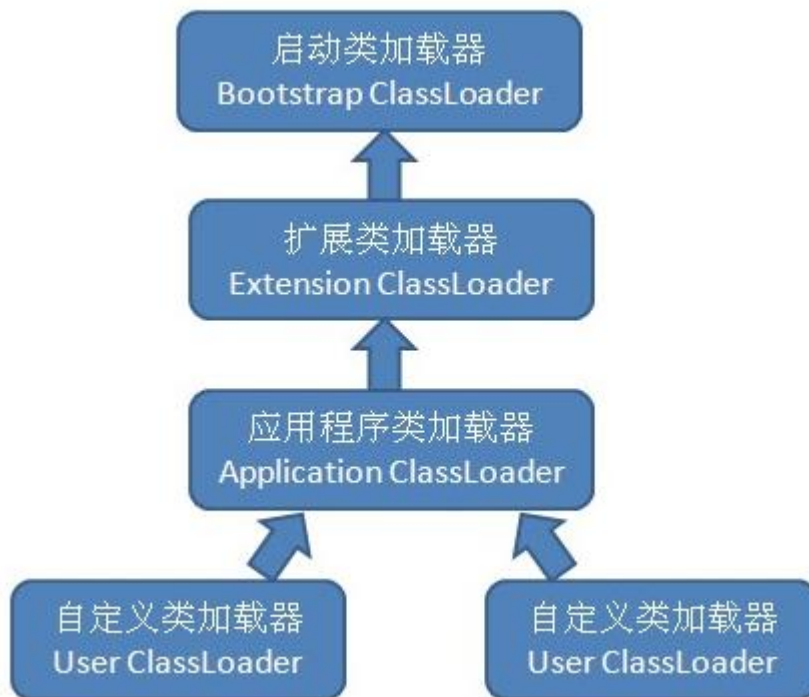 启动类加载器
Bootstrap ClassLoader
扩展类加载器
Extension ClassLoader
应用程序类加载器
Application ClassLoader
自定义类加载器
User ClassLoader
自定义类加载器
User ClassLoader